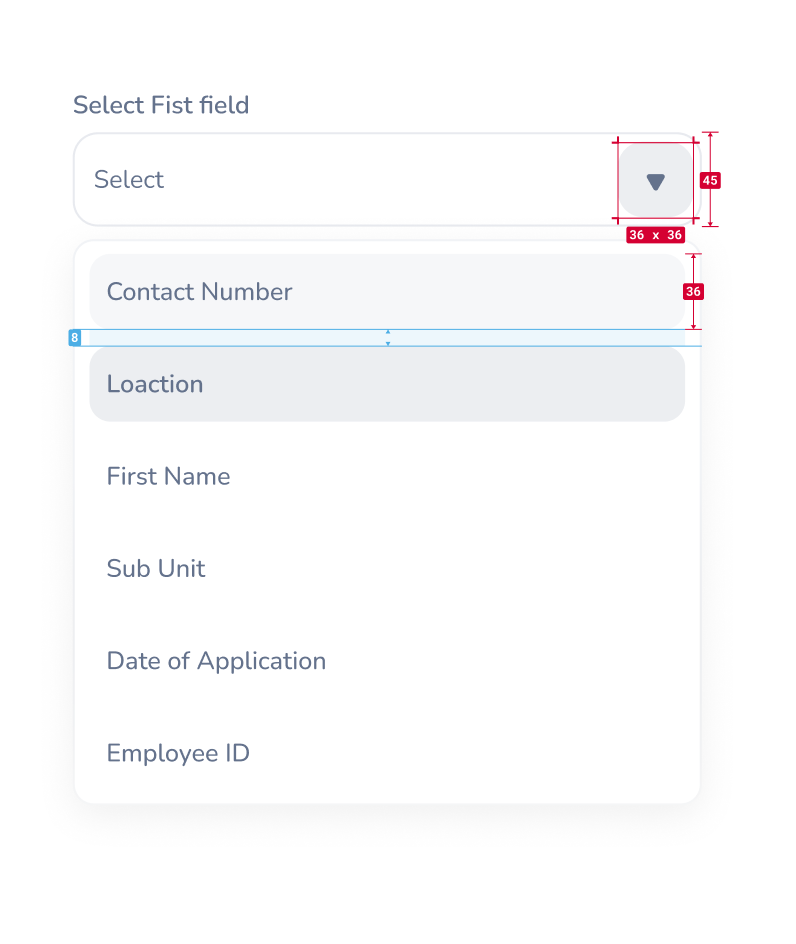 Select Fist field
Select
45
36 x 36
Contact Number
36
8
Loaction
First Name
Sub Unit
Date of Application
Employee ID